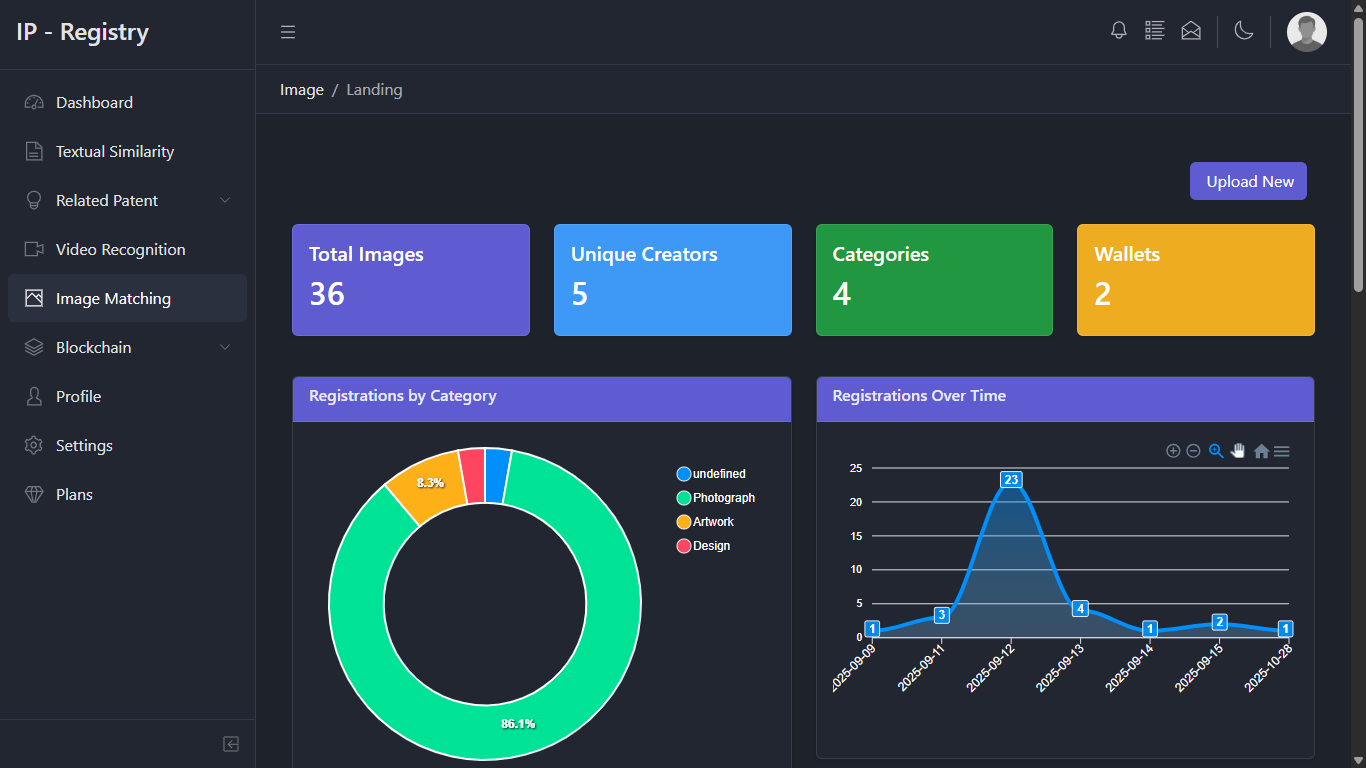 IP - Registry
Dashboard
Textual Similarity
Related Patent
Video Recognition
Image Matching
Blockchain
Profile
Settings
Plans
Image / Landing
Upload New
Total Images
36
Unique Creators
5
Categories
4
Wallets
2
Registrations by Category
8.3%
86.1%
undefined
Photograph
Artwork
Design
Registrations Over Time
25
20
15
10
5
0
1
3
23
4
1
2
1
2025-09-09
2025-09-11
2025-09-12
2025-09-13
2025-09-14
2025-09-15
2025-10-28